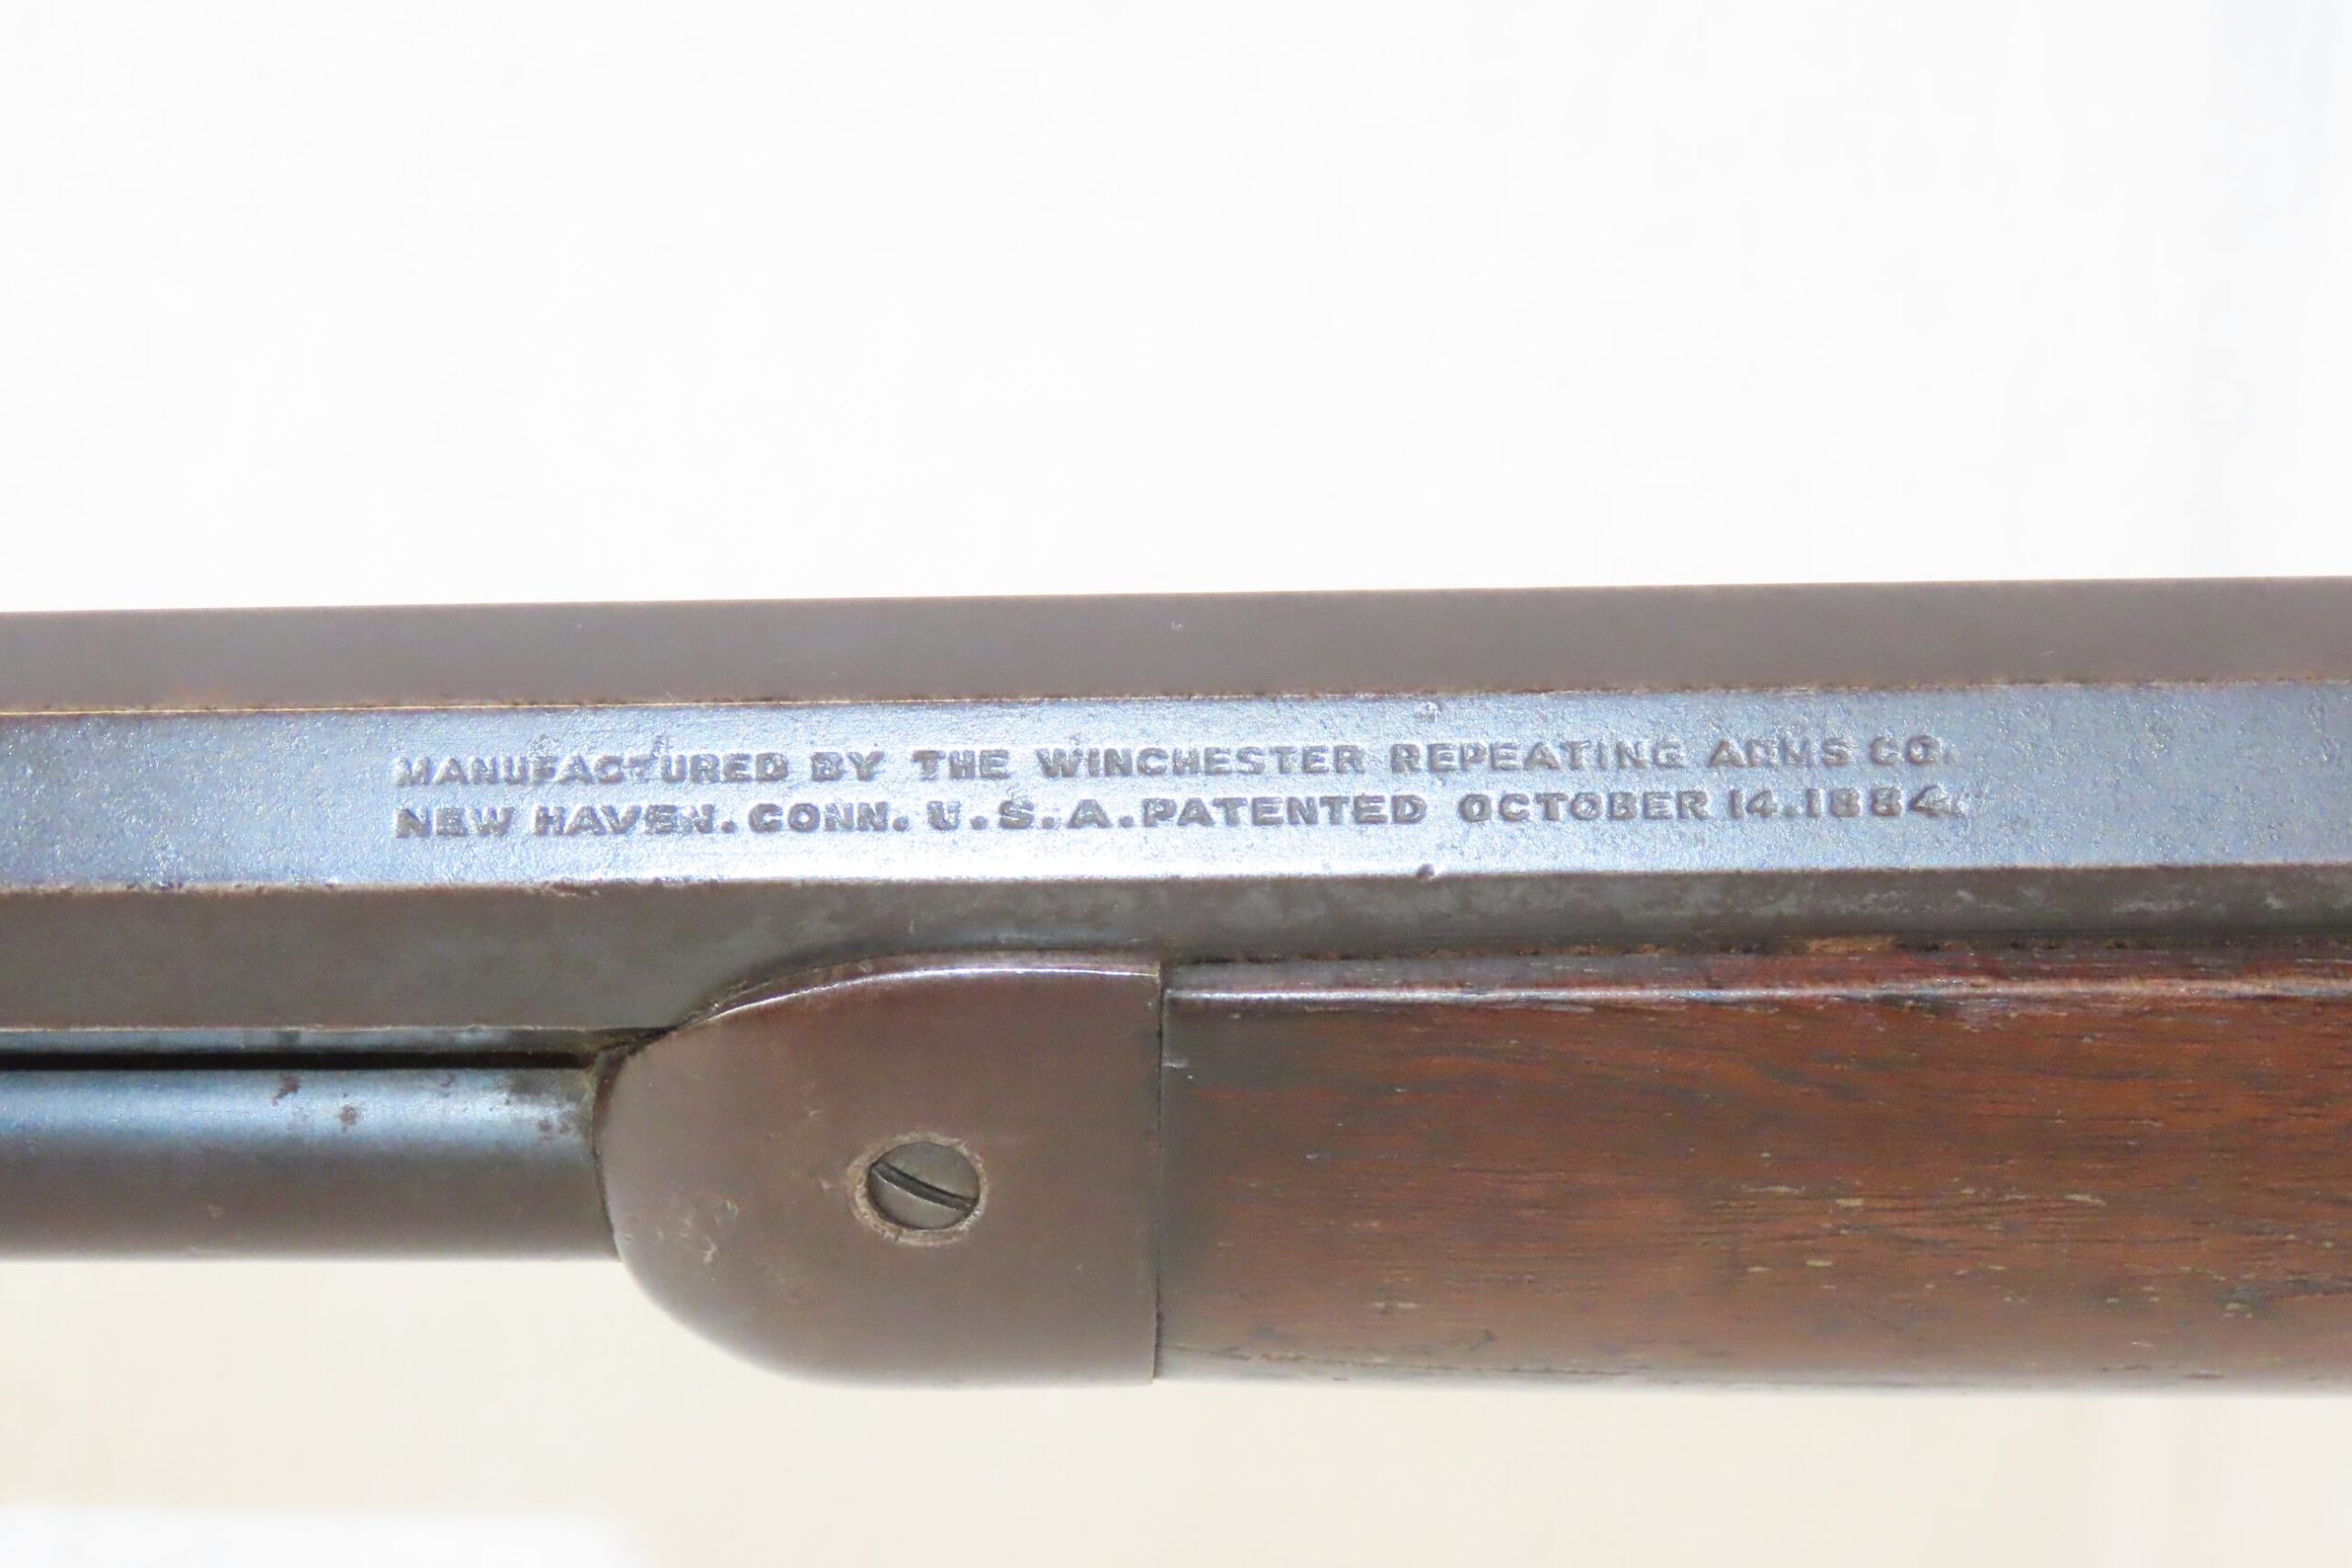 MANUFACTURED BY THE WINCHESTER REPEATING ARMS CO.
NEW HAVEN. CONN. U.S.A. PATENTED OCTOBER 14. 1884.